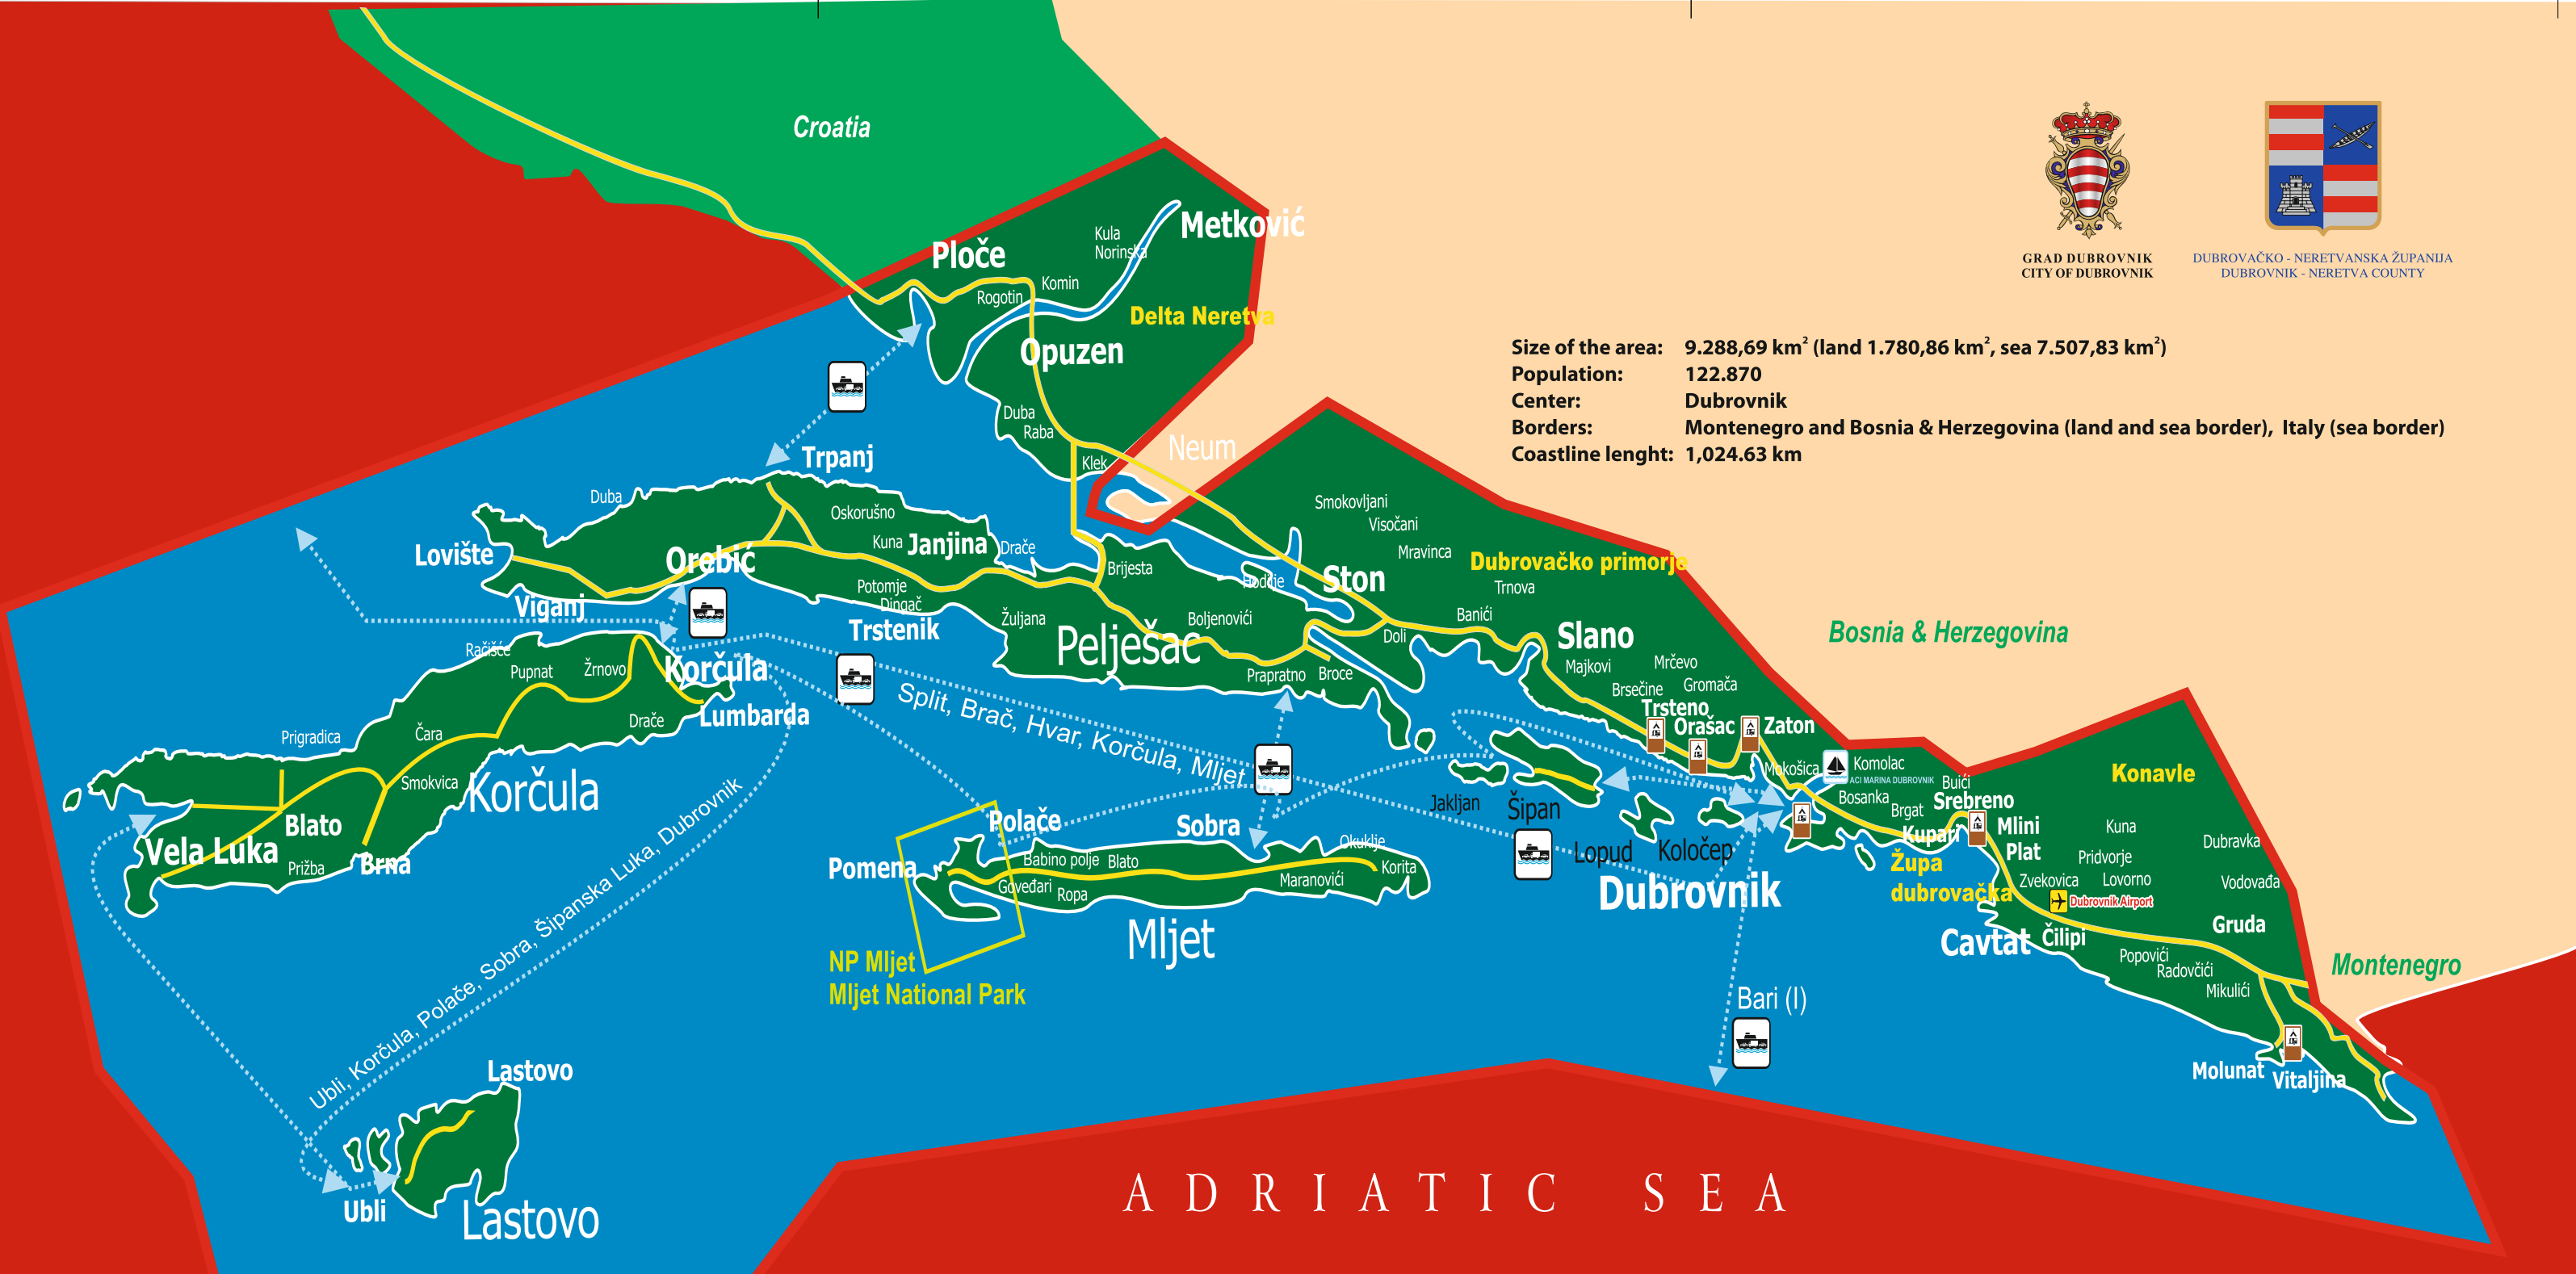 Croatia
GRAD DUBROVNIK
CITY OF DUBROVNIK
DUBROVAČKO - NERETVANSKA ŽUPANIJA
DUBROVNIK - NERETVA COUNTY
Size of the area: 9.288,69 km² (land 1.780,86 km², sea 7.507,83 km²)
Population: 122.870
Center: Dubrovnik
Borders: Montenegro and Bosnia & Herzegovina (land and sea border), Italy (sea border)
Coastline lenght: 1,024.63 km
Metković
Kula
Norinska
Ploče
Komin
Rogotin
Delta Neretva
Opuzen
Duba
Raba
Klek
Neum
Trpanj
Duba
Oskorušno
Lovište
Orebić
Kuna
Janjina
Drače
Viganj
Potomje
Dingač
Trstenik
Žuljana
Brijesta
Boljenovići
Pelješac
Hodilje
Ston
Prapratno
Broce
Doli
Smokovljani
Visočani
Mravinca
Dubrovačko primorje
Trnova
Banići
Slano
Majkovi
Mrčevo
Brsečine
Gromača
Trsteno
Orašac
Zaton
Bosnia & Herzegovina
Račišće
Pupnat
Žrnovo
Korčula
Lumbarda
Drače
Prigradica
Čara
Smokvica
Korčula
Blato
Vela Luka
Prižba
Brna
Split, Brač, Hvar, Korčula, Mljet
Ubli, Korčula, Polače, Sobra, Šipanska Luka, Dubrovnik
Polače
Pomena
Sobra
Babino polje
Blato
Goveđari
Ropa
Okuklje
Maranovići
Korita
Mljet
NP Mljet
Mljet National Park
Jakljan
Šipan
Lopud
Koločep
Dubrovnik
Mokošica
Komolac
ACI MARINA DUBROVNIK
Bosanka
Brgat
Buići
Srebreno
Kupari
Mlini
Plat
Župa
dubrovačka
Konavle
Kuna
Dubravka
Pridvorje
Zvekovica
Lovorno
Vodovađa
Dubrovnik Airport
Cavtat
Čilipi
Gruda
Popovići
Radovčići
Mikulići
Montenegro
Molunat
Vitaljina
Bari (I)
Lastovo
Ubli
Lastovo
ADRIATIC SEA